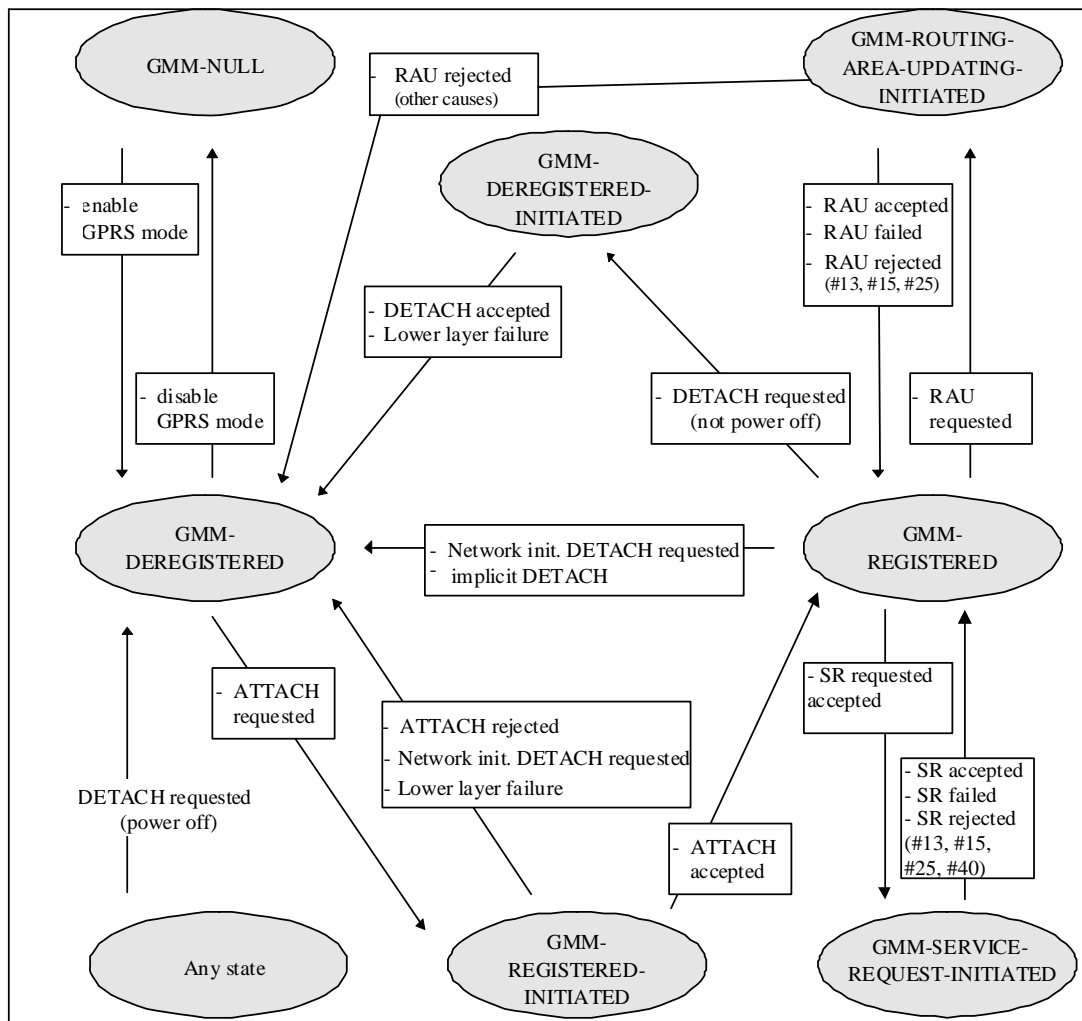 GMM-NULL
- RAU rejected
(other causes)
GMM-ROUTING-
AREA-UPDATING-
INITIATED
GMM-
DEREGISTERED-
INITIATED
- enable
GPRS mode
- RAU accepted
- RAU failed
- RAU rejected
(#13, #15, #25)
- DETACH accepted
- Lower layer failure
- disable
GPRS mode
- DETACH requested
(not power off)
- RAU
requested
GMM-
DEREGISTERED
- Network init. DETACH requested
- implicit DETACH
GMM-
REGISTERED
- ATTACH
requested
- ATTACH rejected
- Network init. DETACH requested
- Lower layer failure
- SR requested
accepted
DETACH requested
(power off)
- ATTACH
accepted
- SR accepted
- SR failed
- SR rejected
(#13, #15,
#25, #40)
Any state
GMM-
REGISTERED-
INITIATED
GMM-SERVICE-
REQUEST-INITIATED